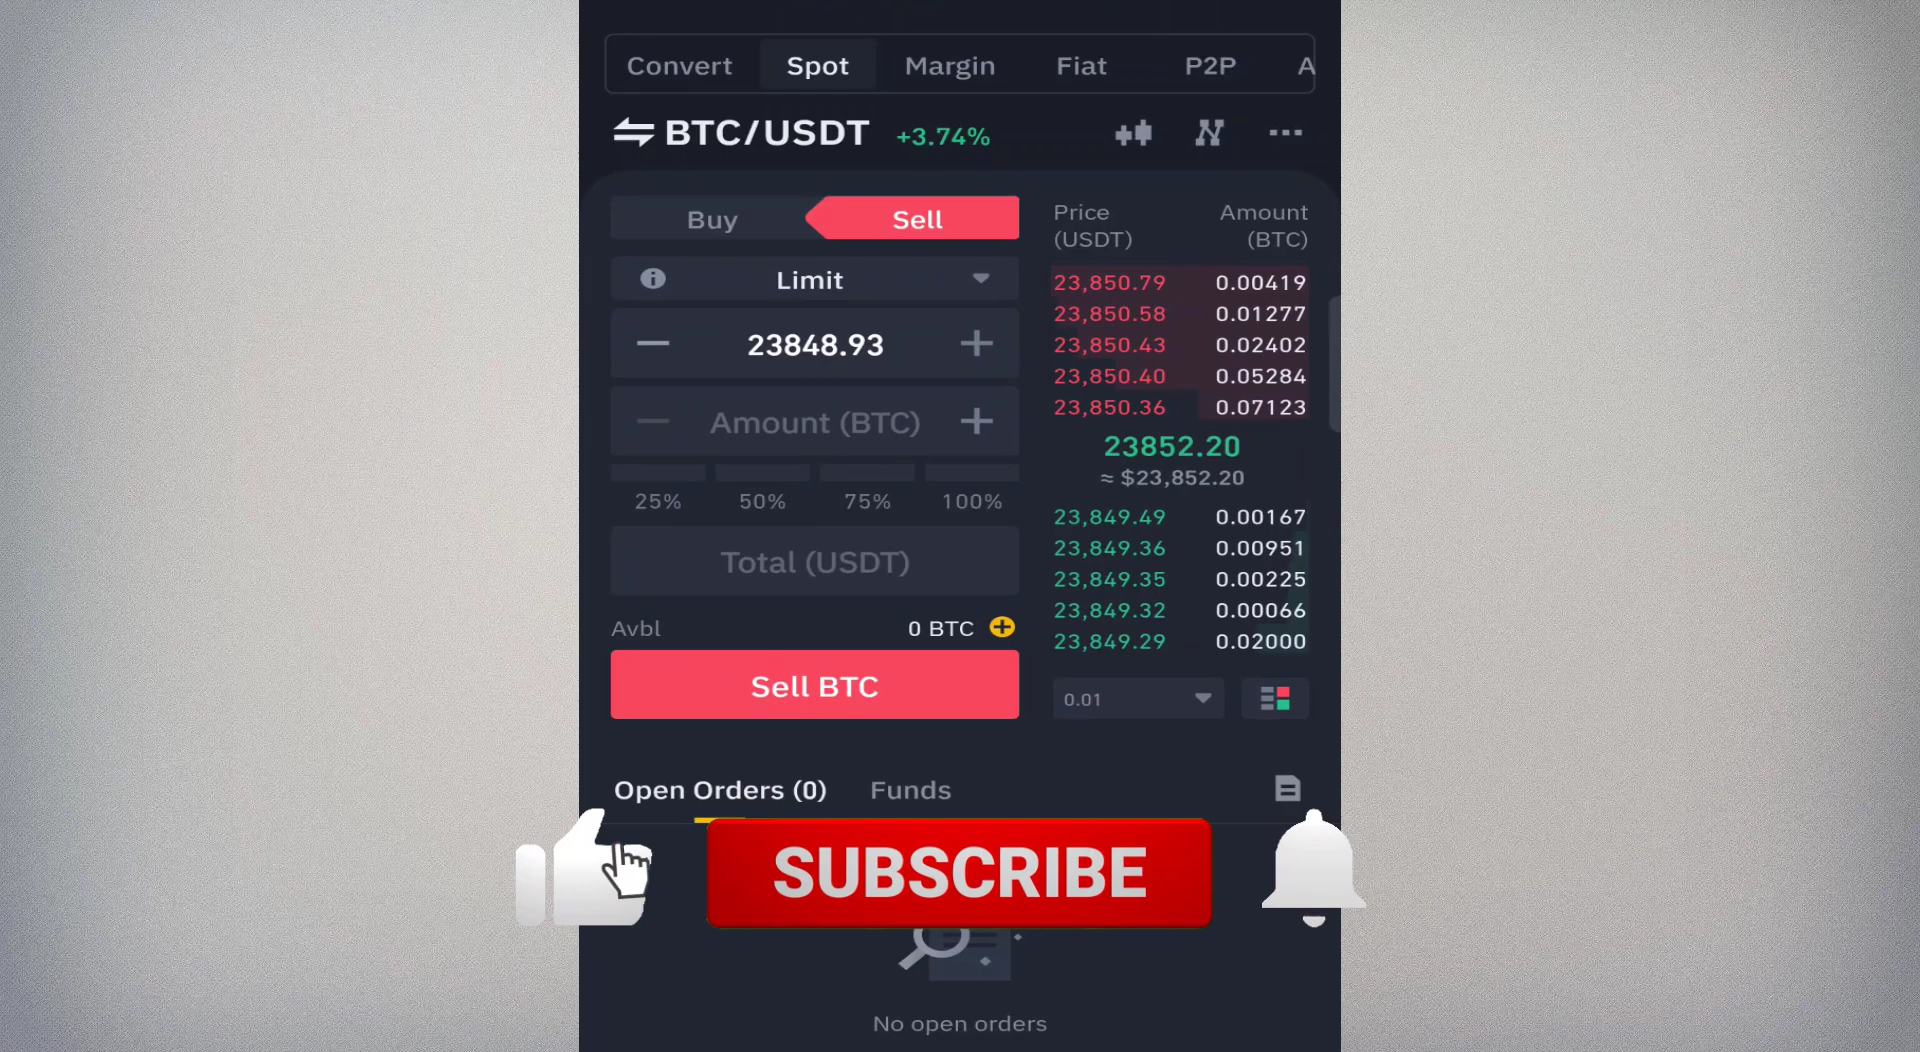 Convert Spot Margin Fiat P2P A
BTC/USDT +3.74%
Buy Sell
Limit
23848.93
Amount (BTC)
25% 50% 75% 100%
Total (USDT)
Avbl 0 BTC
Sell BTC
Price Amount
(USDT) (BTC)
23,850.79 0.00419
23,850.58 0.01277
23,850.43 0.02402
23,850.40 0.05284
23,850.36 0.07123
23852.20
≈ $23,852.20
23,849.49 0.00167
23,849.36 0.00951
23,849.35 0.00225
23,849.32 0.00066
23,849.29 0.02000
0.01
Open Orders (0) Funds
SUBSCRIBE
No open orders